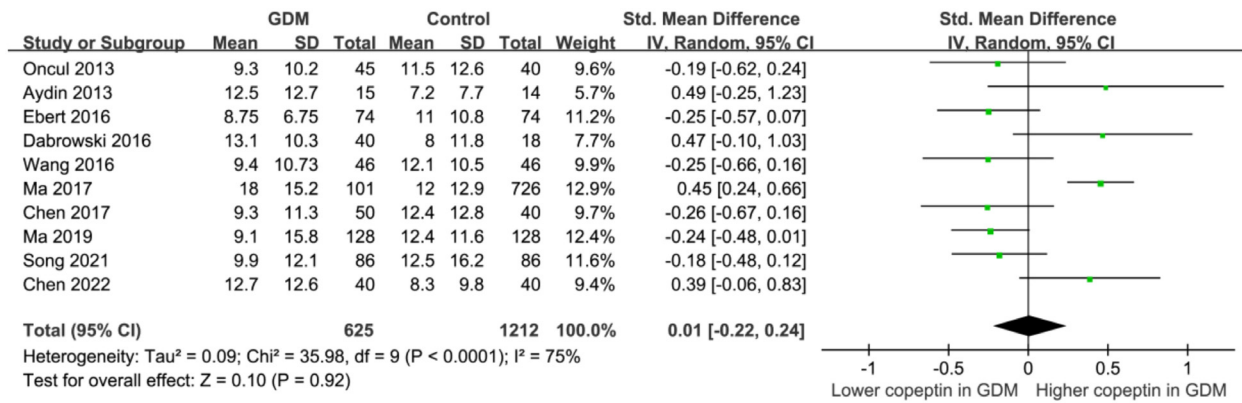 GDM Control Std. Mean Difference Std. Mean Difference
Study or Subgroup Mean SD Total Mean SD Total Weight IV, Random, 95% CI IV, Random, 95% CI
Oncul 2013 9.3 10.2 45 11.5 12.6 40 9.6% -0.19 [-0.62, 0.24]
Aydin 2013 12.5 12.7 15 7.2 7.7 14 5.7% 0.49 [-0.25, 1.23]
Ebert 2016 8.75 6.75 74 11 10.8 74 11.2% -0.25 [-0.57, 0.07]
Dabrowski 2016 13.1 10.3 40 8 11.8 18 7.7% 0.47 [-0.10, 1.03]
Wang 2016 9.4 10.73 46 12.1 10.5 46 9.9% -0.25 [-0.66, 0.16]
Ma 2017 18 15.2 101 12 12.9 726 12.9% 0.45 [0.24, 0.66]
Chen 2017 9.3 11.3 50 12.4 12.8 40 9.7% -0.26 [-0.67, 0.16]
Ma 2019 9.1 15.8 128 12.4 11.6 128 12.4% -0.24 [-0.48, 0.01]
Song 2021 9.9 12.1 86 12.5 16.2 86 11.6% -0.18 [-0.48, 0.12]
Chen 2022 12.7 12.6 40 8.3 9.8 40 9.4% 0.39 [-0.06, 0.83]
Total (95% CI) 625 1212 100.0% 0.01 [-0.22, 0.24]
Heterogeneity: Tau² = 0.09; Chi² = 35.98, df = 9 (P < 0.0001); I² = 75%
Test for overall effect: Z = 0.10 (P = 0.92)
-1 -0.5 0 0.5 1
Lower copeptin in GDM Higher copeptin in GDM